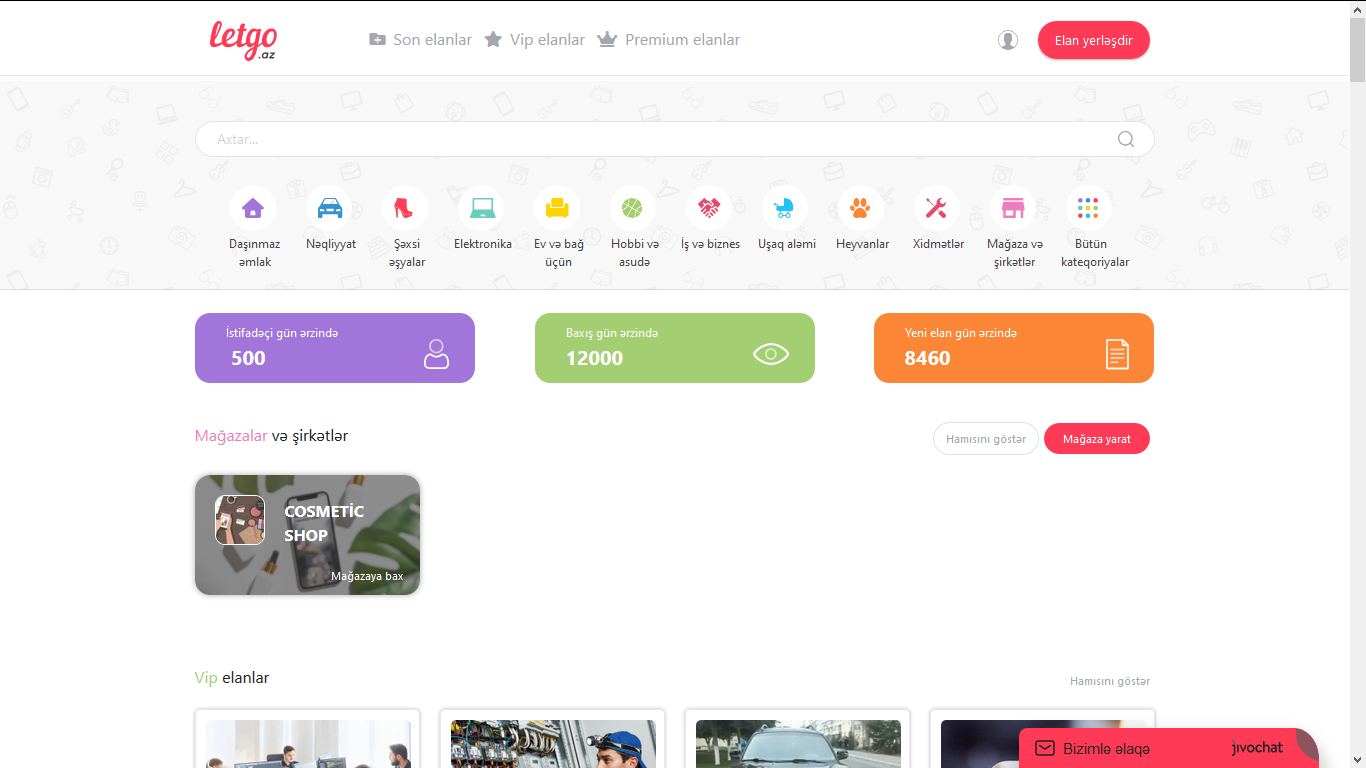 letgo
.az
Son elanlar
Vip elanlar
Premium elanlar
Elan yerləşdir
Axtar...
Daşınmaz
əmlak
Nəqliyyat
Şəxsi
əşyalar
Elektronika
Ev və bağ
üçün
Hobbi və
asudə
İş və biznes
Uşaq aləmi
Heyvanlar
Xidmətlər
Mağaza və
şirkətlər
Bütün
kateqoriyalar
İstifadəçi gün ərzində
500
Baxış gün ərzində
12000
Yeni elan gün ərzində
8460
Mağazalar və şirkətlər
Hamısını göstər
Mağaza yarat
COSMETİC
SHOP
Mağazaya bax
Vip elanlar
Hamısını göstər
Bizimlə əlaqə
jivochat